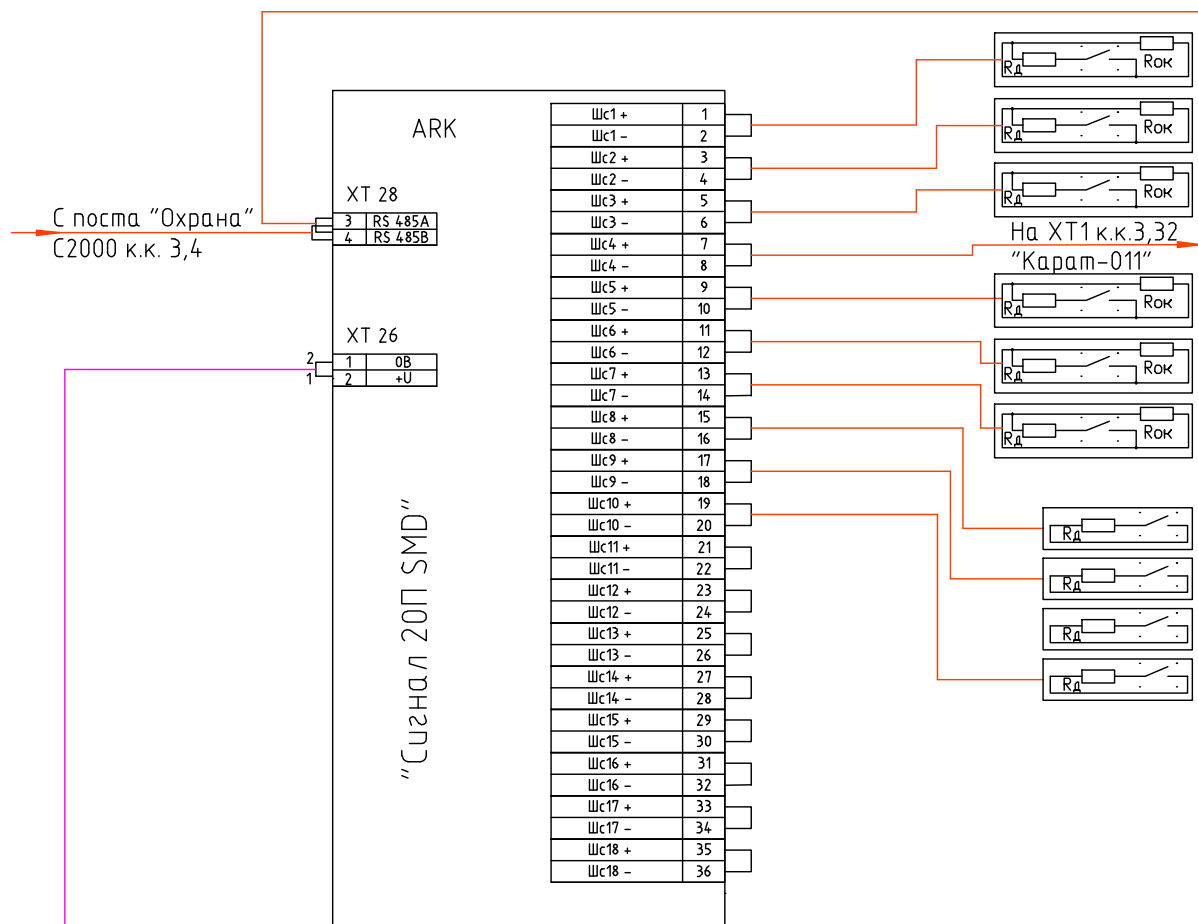 ARK
XT 28
3 RS 485A
4 RS 485B
С поста "Охрана"
С2000 к.к. 3,4
XT 26
2
1 0В
1
2 +U
"Сигнал 20П SMD"
Шс1 + 1
Шс1 - 2
Шс2 + 3
Шс2 - 4
Шс3 + 5
Шс3 - 6
Шс4 + 7
Шс4 - 8
Шс5 + 9
Шс5 - 10
Шс6 + 11
Шс6 - 12
Шс7 + 13
Шс7 - 14
Шс8 + 15
Шс8 - 16
Шс9 + 17
Шс9 - 18
Шс10 + 19
Шс10 - 20
Шс11 + 21
Шс11 - 22
Шс12 + 23
Шс12 - 24
Шс13 + 25
Шс13 - 26
Шс14 + 27
Шс14 - 28
Шс15 + 29
Шс15 - 30
Шс16 + 31
Шс16 - 32
Шс17 + 33
Шс17 - 34
Шс18 + 35
Шс18 - 36
Rд Rок
Rд Rок
Rд Rок
На XT1 к.к.3,32
"Карат-011"
Rд Rок
Rд Rок
Rд Rок
Rд
Rд
Rд
Rд